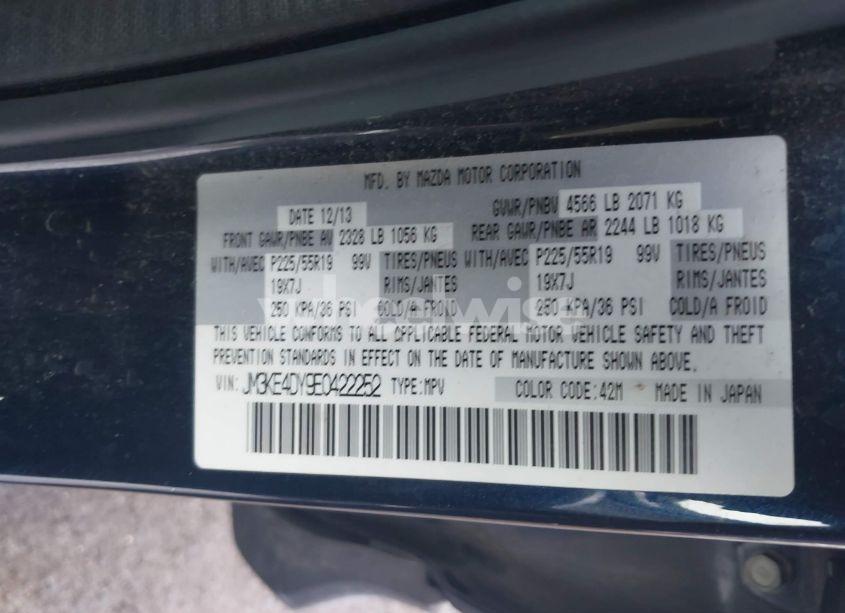 MFD. BY MAZDA MOTOR CORPORATION
DATE 12/13 GVWR/PNBV 4566 LB 2071 KG
FRONT GAWR/PNBE AV 2328 LB 1056 KG REAR GAWR/PNBE AR 2244 LB 1018 KG
WITH/AVEC P225/55R19 99V TIRES/PNEUS WITH/AVEC P225/55R19 99V TIRES/PNEUS
19X7J RIMS/JANTES 19X7J RIMS/JANTES
250 KPA/36 PSI COLD/A FROID 250 KPA/36 PSI COLD/A FROID
THIS VEHICLE CONFORMS TO ALL APPLICABLE FEDERAL MOTOR VEHICLE SAFETY AND THEFT
PREVENTION STANDARDS IN EFFECT ON THE DATE OF MANUFACTURE SHOWN ABOVE.
VIN: JM3KE4DY9E0422252 TYPE:MPV COLOR CODE:42M MADE IN JAPAN